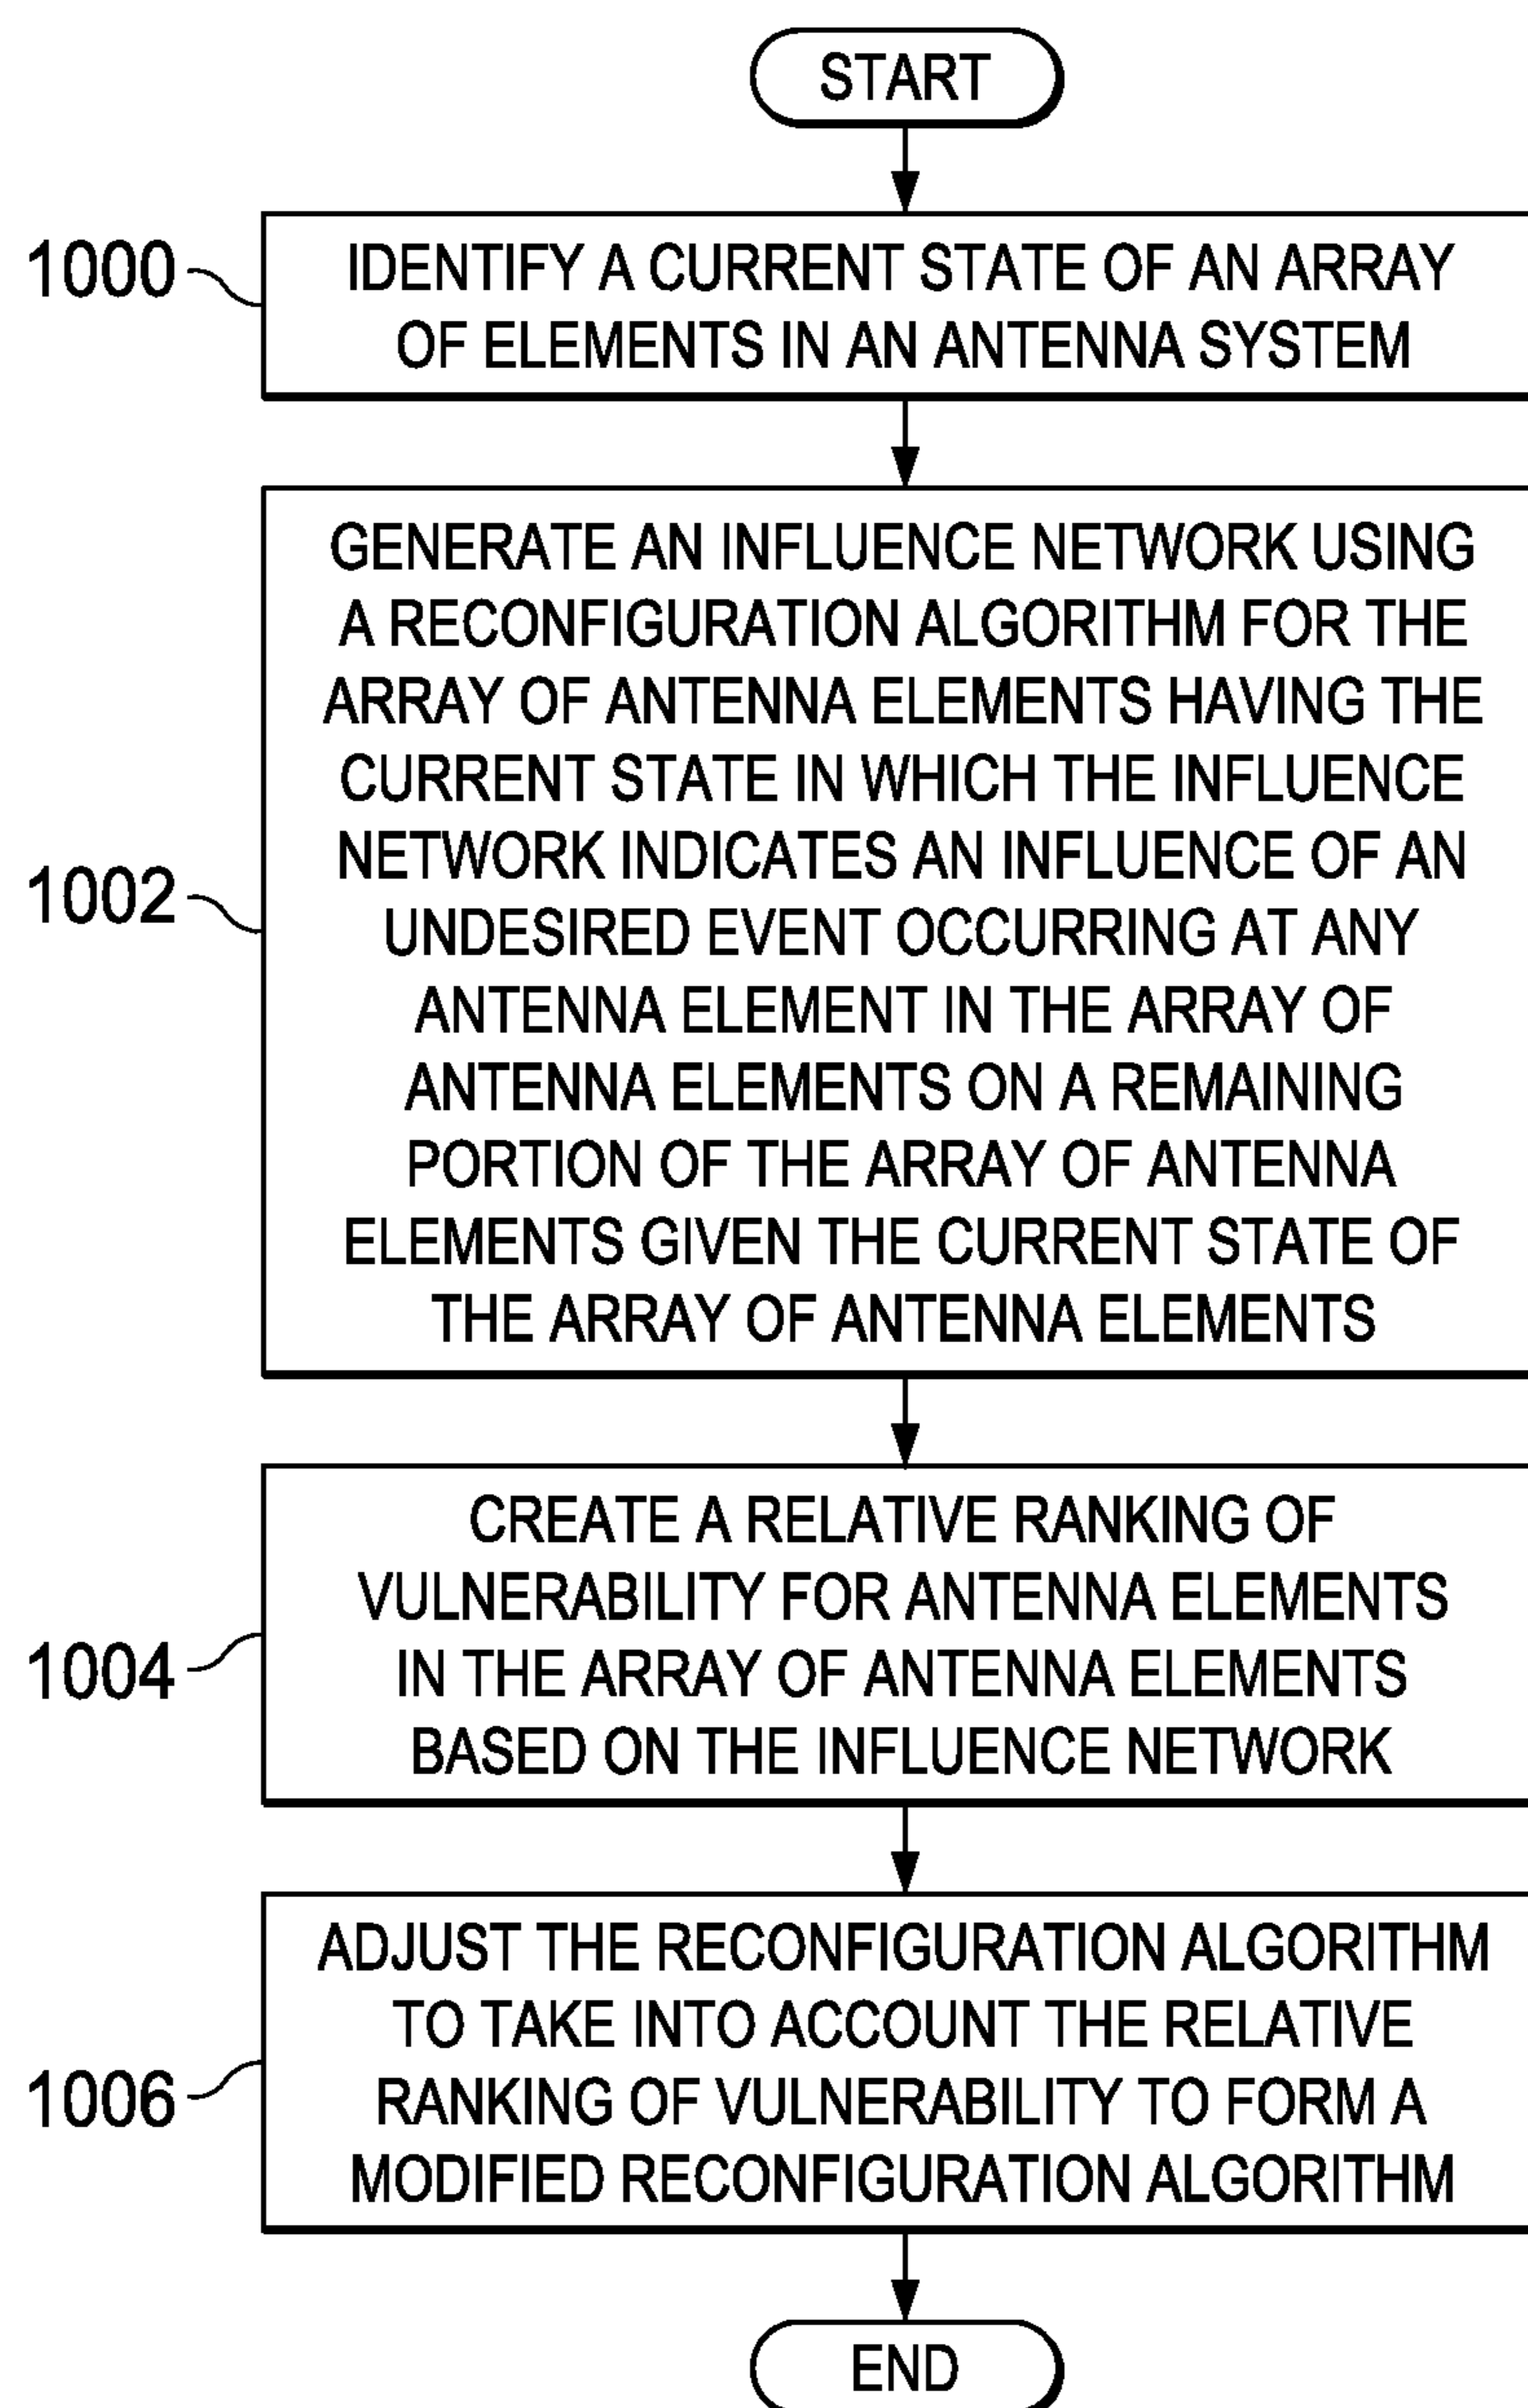 START
1000
IDENTIFY A CURRENT STATE OF AN ARRAY
OF ELEMENTS IN AN ANTENNA SYSTEM
1002
GENERATE AN INFLUENCE NETWORK USING
A RECONFIGURATION ALGORITHM FOR THE
ARRAY OF ANTENNA ELEMENTS HAVING THE
CURRENT STATE IN WHICH THE INFLUENCE
NETWORK INDICATES AN INFLUENCE OF AN
UNDESIRED EVENT OCCURRING AT ANY
ANTENNA ELEMENT IN THE ARRAY OF
ANTENNA ELEMENTS ON A REMAINING
PORTION OF THE ARRAY OF ANTENNA
ELEMENTS GIVEN THE CURRENT STATE OF
THE ARRAY OF ANTENNA ELEMENTS
1004
CREATE A RELATIVE RANKING OF
VULNERABILITY FOR ANTENNA ELEMENTS
IN THE ARRAY OF ANTENNA ELEMENTS
BASED ON THE INFLUENCE NETWORK
1006
ADJUST THE RECONFIGURATION ALGORITHM
TO TAKE INTO ACCOUNT THE RELATIVE
RANKING OF VULNERABILITY TO FORM A
MODIFIED RECONFIGURATION ALGORITHM
END